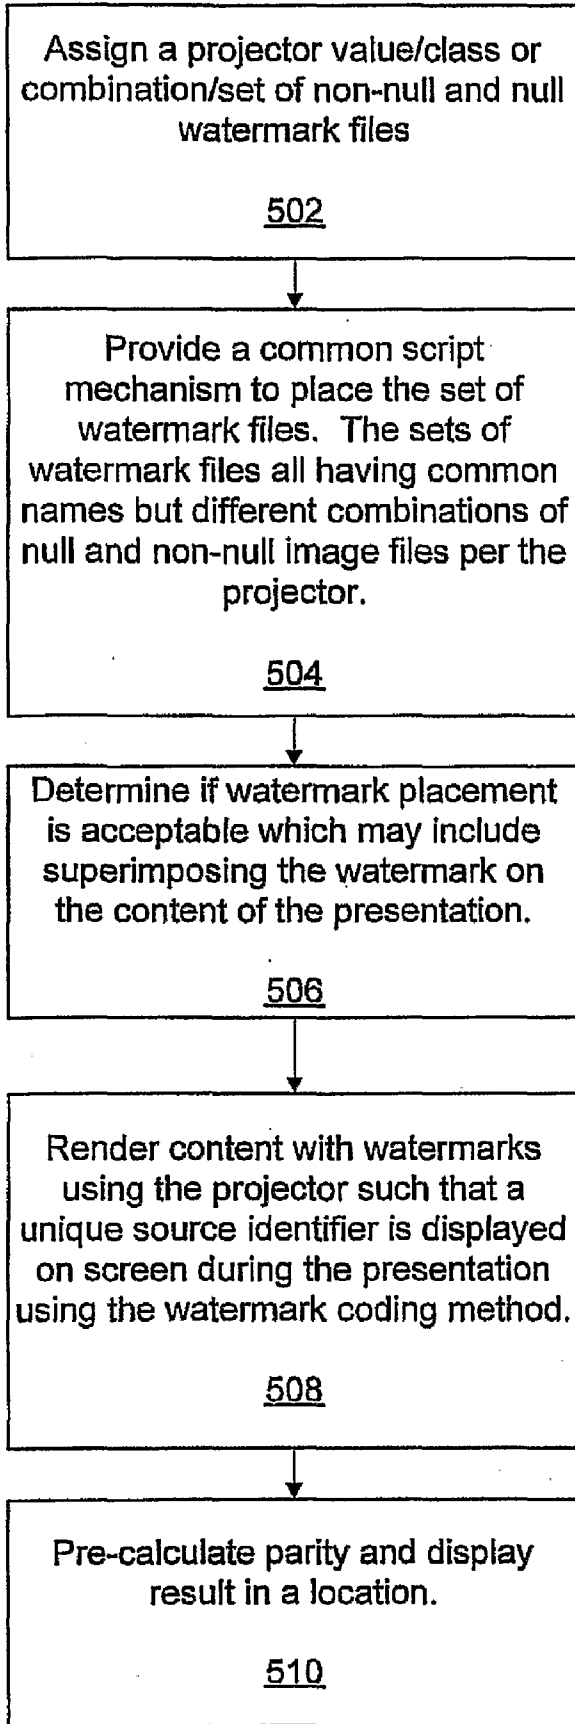 Assign a projector value/class or
combination/set of non-null and null
watermark files
502
Provide a common script
mechanism to place the set of
watermark files. The sets of
watermark files all having common
names but different combinations of
null and non-null image files per the
projector.
504
Determine if watermark placement
is acceptable which may include
superimposing the watermark on
the content of the presentation.
506
Render content with watermarks
using the projector such that a
unique source identifier is displayed
on screen during the presentation
using the watermark coding method.
508
Pre-calculate parity and display
result in a location.
510